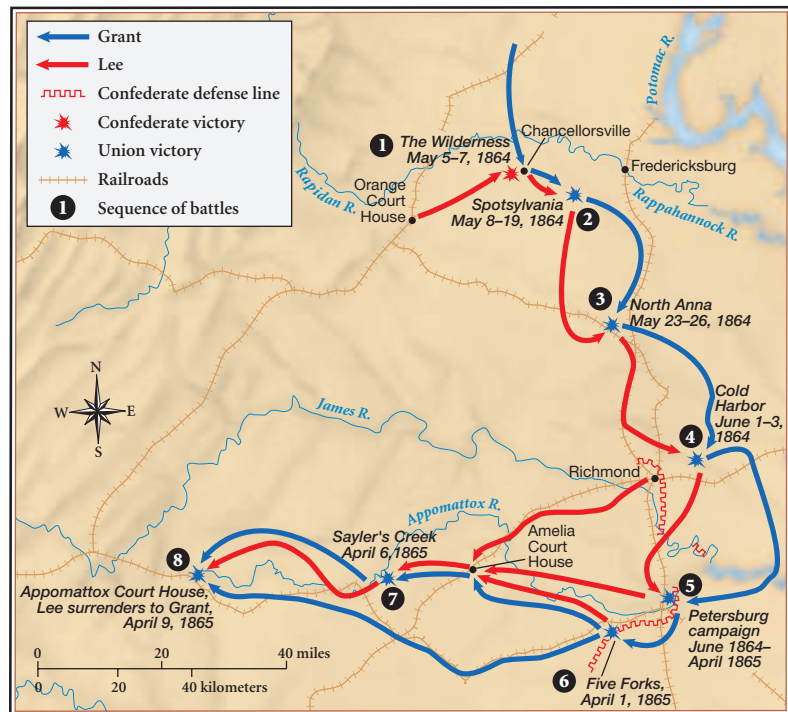 Grant
Lee
Confederate defense line
Confederate victory
Union victory
Railroads
1 Sequence of battles
Potomac R.
1
The Wilderness
May 5–7, 1864
Chancellorsville
Fredericksburg
Rapidan R.
Orange
Court
House
Spotsylvania
May 8–19, 1864
2
Rappahannock R.
3
North Anna
May 23–26, 1864
N
W
E
S
James R.
Cold
Harbor
June 1–3,
1864
4
Richmond
Appomattox R.
Sayler's Creek
April 6,1865
Amelia
Court
House
8
7
5
Appomattox Court House,
Lee surrenders to Grant,
April 9, 1865
Petersburg
campaign
June 1864–
April 1865
6
Five Forks,
April 1, 1865
0
20
40 miles
0
20
40 kilometers